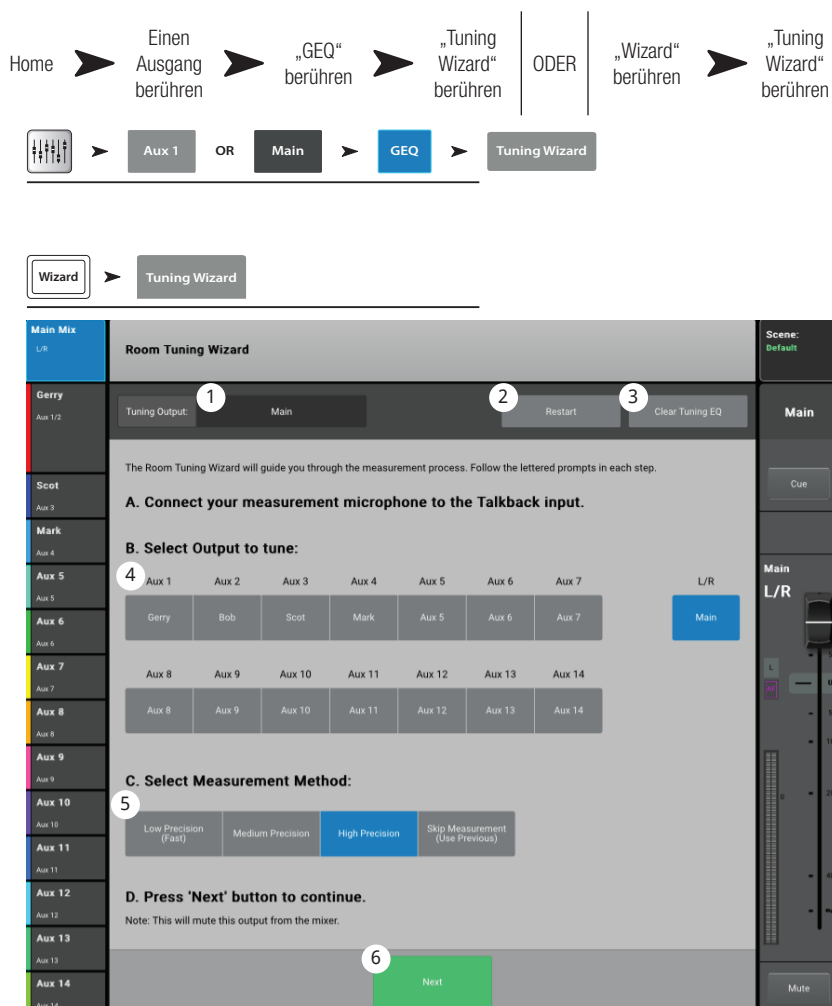 Home
Einen
Ausgang
berühren
„GEQ“
berühren
„Tuning
Wizard“
berühren
ODER
„Wizard“
berühren
„Tuning
Wizard“
berühren
Aux 1
OR
Main
GEQ
Tuning Wizard
Wizard
Tuning Wizard
Main Mix
L/R
Room Tuning Wizard
Scene:
Default
Gerry
Aux 1/2
Scot
Aux 3
Mark
Aux 4
Aux 5
Aux 5
Aux 6
Aux 6
Aux 7
Aux 7
Aux 8
Aux 8
Aux 9
Aux 9
Aux 10
Aux 10
Aux 11
Aux 11
Aux 12
Aux 12
Aux 13
Aux 13
Aux 14
Aux 14
Tuning Output:
1
Main
2
Restart
3
Clear Tuning EQ
The Room Tuning Wizard will guide you through the measurement process. Follow the lettered prompts in each step.
A. Connect your measurement microphone to the Talkback input.
B. Select Output to tune:
4
Aux 1 Aux 2 Aux 3 Aux 4 Aux 5 Aux 6 Aux 7 L/R
Gerry Bob Scot Mark Aux 5 Aux 6 Aux 7 Main
Aux 8 Aux 9 Aux 10 Aux 11 Aux 12 Aux 13 Aux 14
Aux 8 Aux 9 Aux 10 Aux 11 Aux 12 Aux 13 Aux 14
C. Select Measurement Method:
5
Low Precision
(Fast)
Medium Precision
High Precision
Skip Measurement
(Use Previous)
D. Press 'Next' button to continue.
Note: This will mute this output from the mixer.
6
Next
Main
Cue
Main
L/R
L
Mute